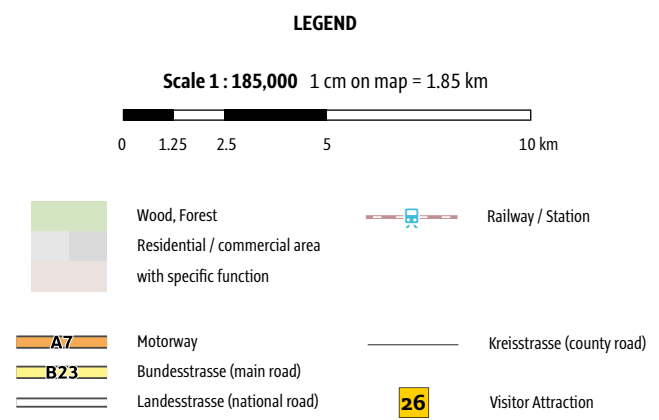 LEGEND
Scale 1 : 185,000 1 cm on map = 1.85 km
0 1.25 2.5 5 10 km
Wood, Forest
Residential / commercial area
with specific function
Railway / Station
A7 Motorway
B23 Bundesstrasse (main road)
Landesstrasse (national road)
Kreisstrasse (county road)
26 Visitor Attraction